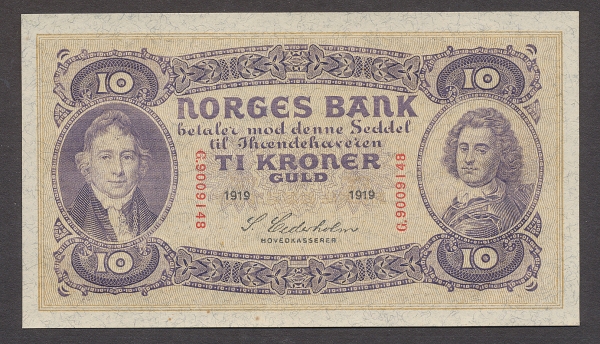 10
10
NORGES BANK
betaler mod denne Seddel
til Ihændehaveren
TI KRONER
GULD
G.9009148
G.9009148
1919
1919
S. Cederholm
HOVEDKASSERER
10
10